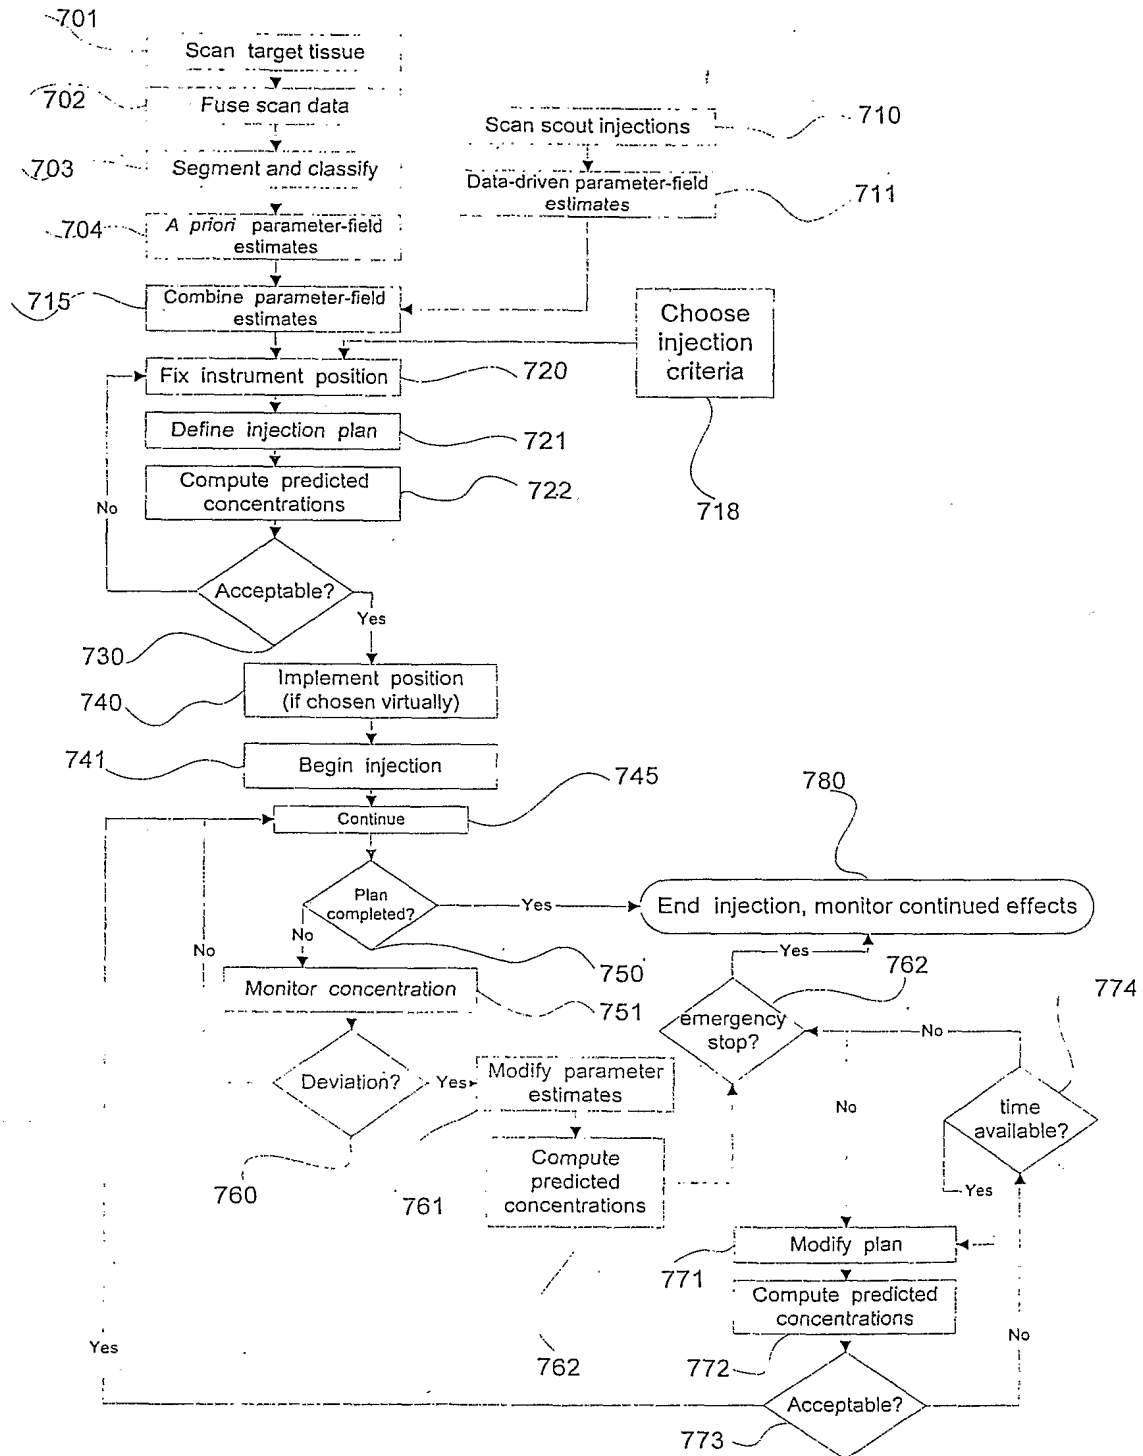 701
Scan target tissue
702
Fuse scan data
703
Segment and classify
704
A priori parameter-field
estimates
Scan scout injections
710
Data-driven parameter-field
estimates
711
715
Combine parameter-field
estimates
Choose
injection
criteria
718
Fix instrument position
720
Define injection plan
721
Compute predicted
concentrations
722
No
Acceptable?
Yes
730
Implement position
(if chosen virtually)
740
741
Begin injection
745
Continue
780
Plan
completed?
Yes
End injection, monitor continued effects
No
No
750
Monitor concentration
751
Yes
762
emergency
stop?
774
No
Deviation?
Yes
Modify parameter
estimates
No
time
available?
Yes
760
761
Compute
predicted
concentrations
762
Modify plan
771
Compute predicted
concentrations
772
No
Yes
Acceptable?
773